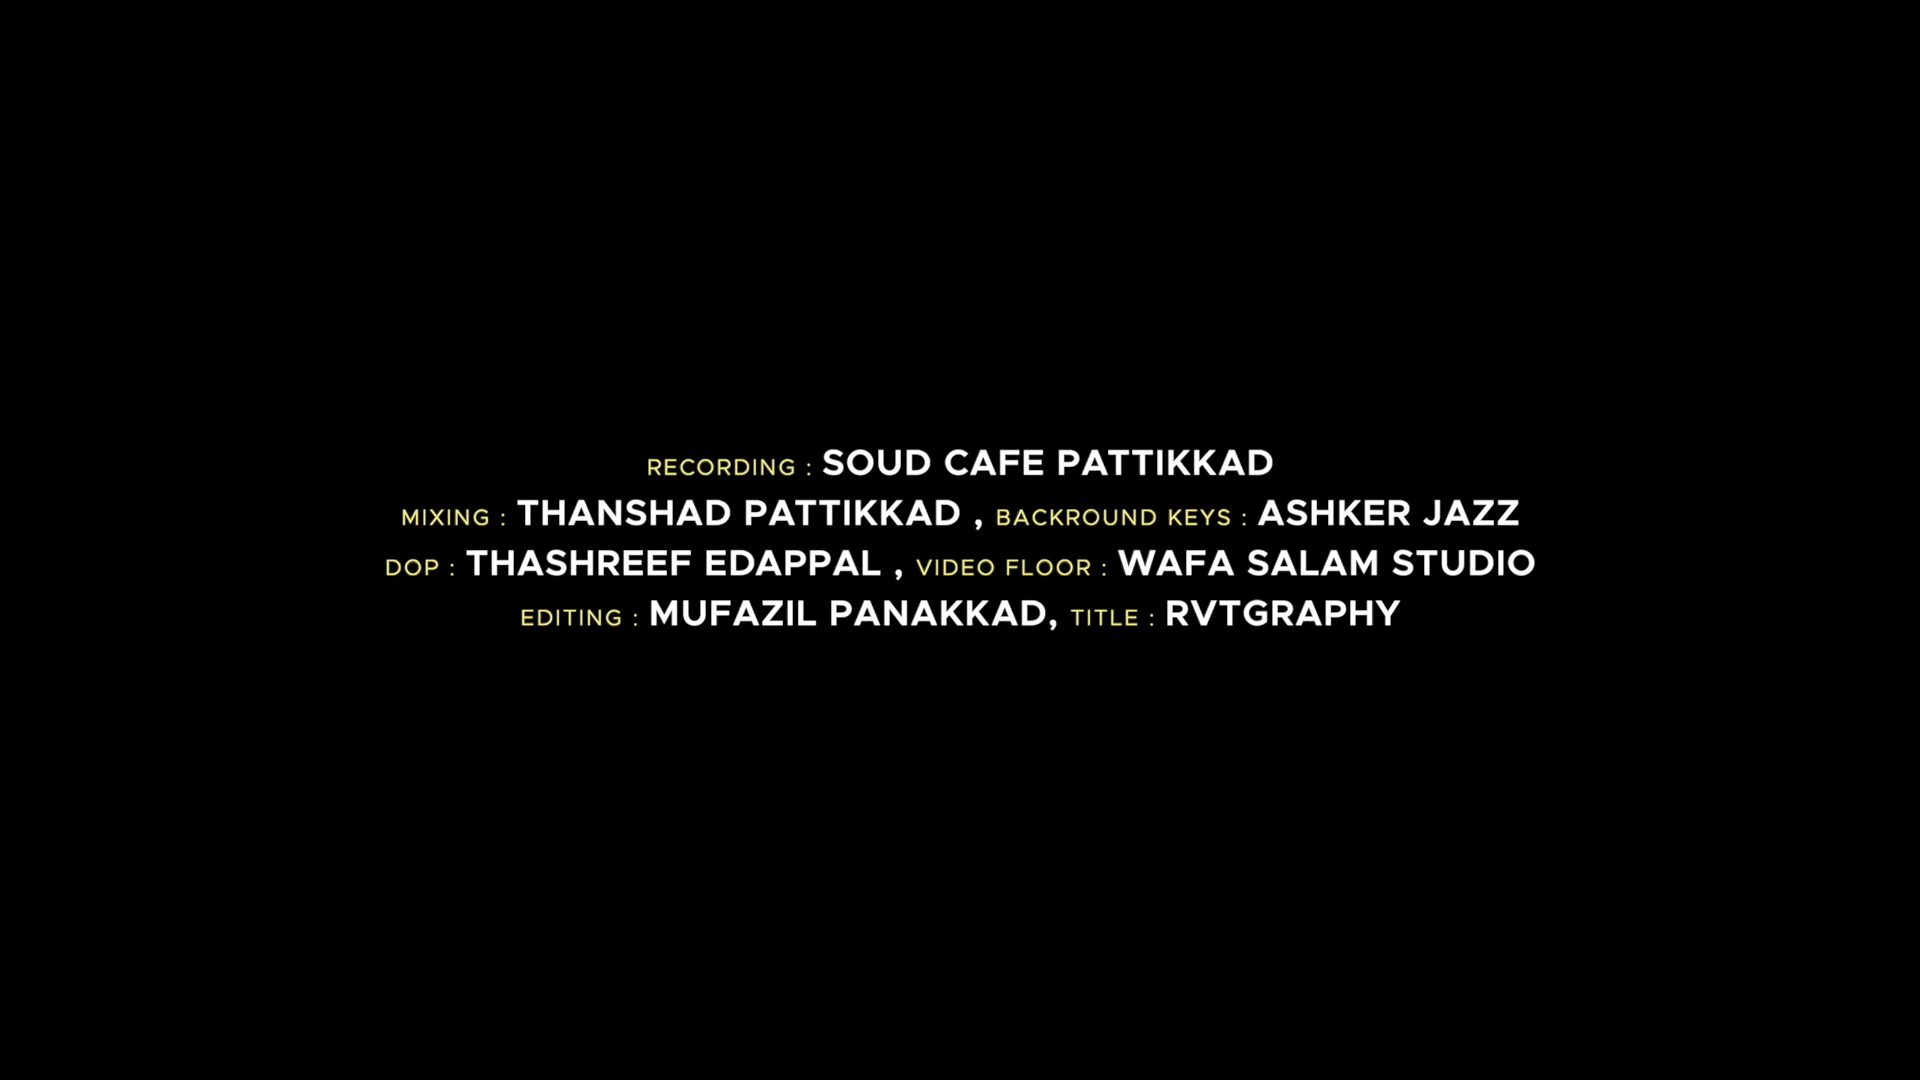 RECORDING : SOUD CAFE PATTIKKAD
MIXING : THANSHAD PATTIKKAD , BACKROUND KEYS : ASHKER JAZZ
DOP : THASHREEF EDAPPAL , VIDEO FLOOR : WAFA SALAM STUDIO
EDITING : MUFAZIL PANAKKAD, TITLE : RVTGRAPHY